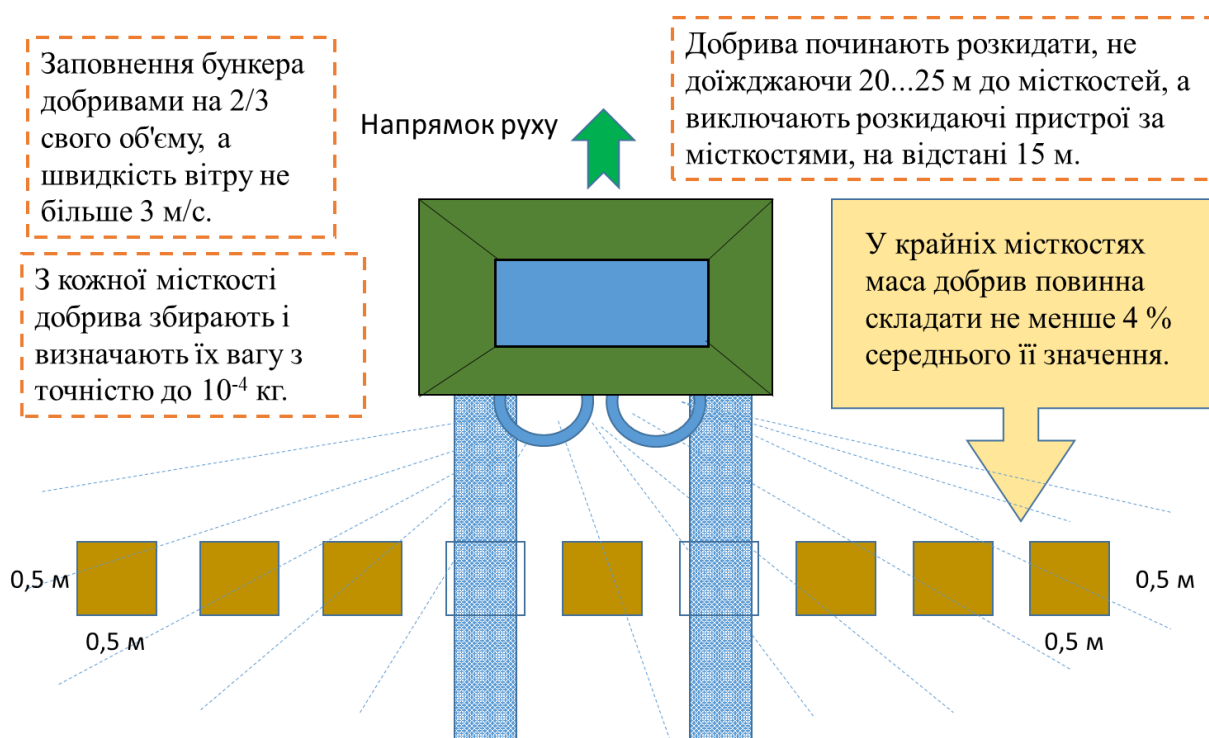 Заповнення бункера
добривами на 2/3
свого об'єму, а
швидкість вітру не
більше 3 м/с.
Напрямок руху
Добрива починають розкидати, не
доїжджаючи 20...25 м до місткостей, а
виключають розкидаючі пристрої за
місткостями, на відстані 15 м.
З кожної місткості
добрива збирають і
визначають їх вагу з
точністю до 10⁻⁴ кг.
У крайніх місткостях
маса добрив повинна
складати не менше 4 %
середнього її значення.
0,5 м
0,5 м
0,5 м
0,5 м